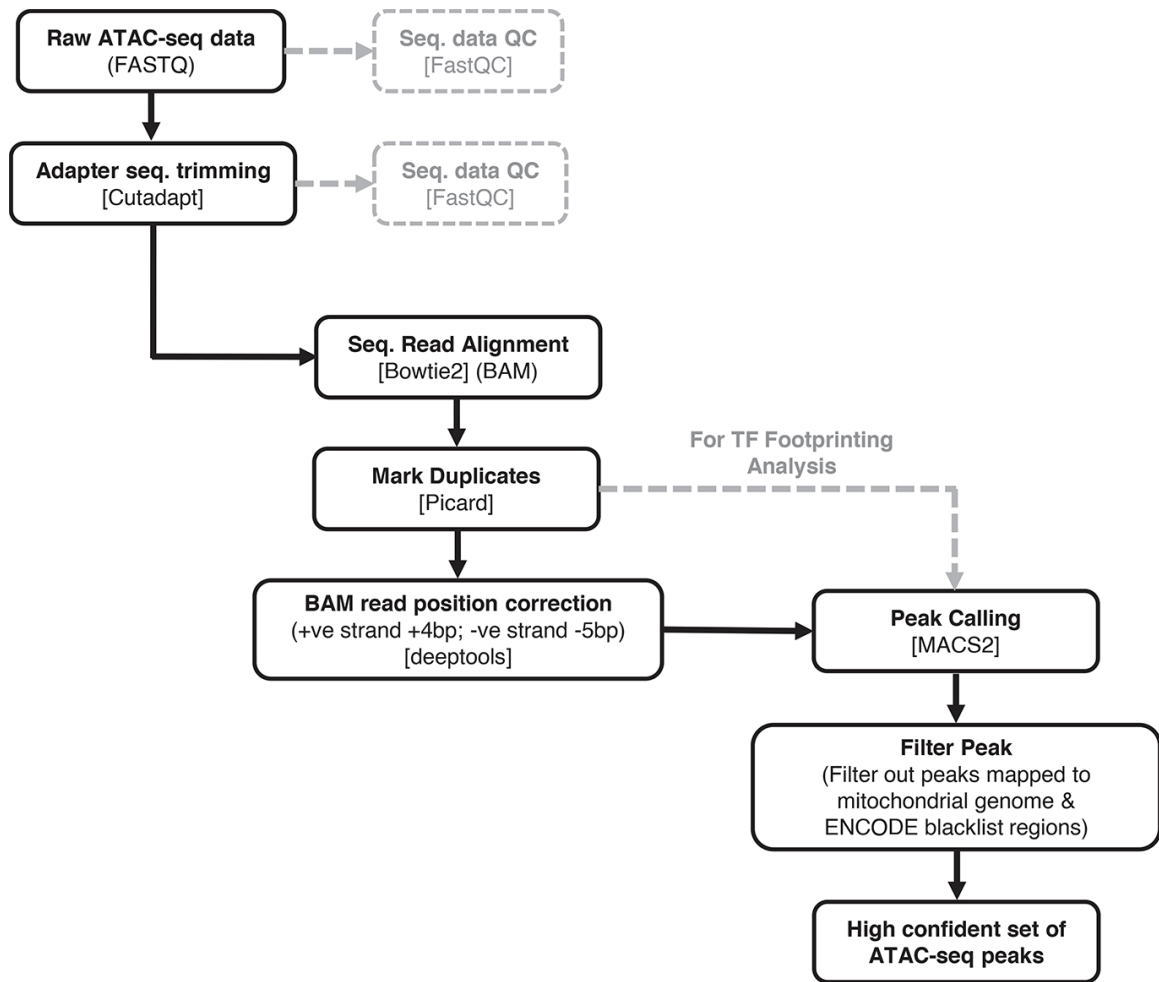 Raw ATAC-seq data
(FASTQ)
Seq. data QC
[FastQC]
Adapter seq. trimming
[Cutadapt]
Seq. data QC
[FastQC]
Seq. Read Alignment
[Bowtie2] (BAM)
For TF Footprinting
Analysis
Mark Duplicates
[Picard]
BAM read position correction
(+ve strand +4bp; -ve strand -5bp)
[deeptools]
Peak Calling
[MACS2]
Filter Peak
(Filter out peaks mapped to
mitochondrial genome &
ENCODE blacklist regions)
High confident set of
ATAC-seq peaks